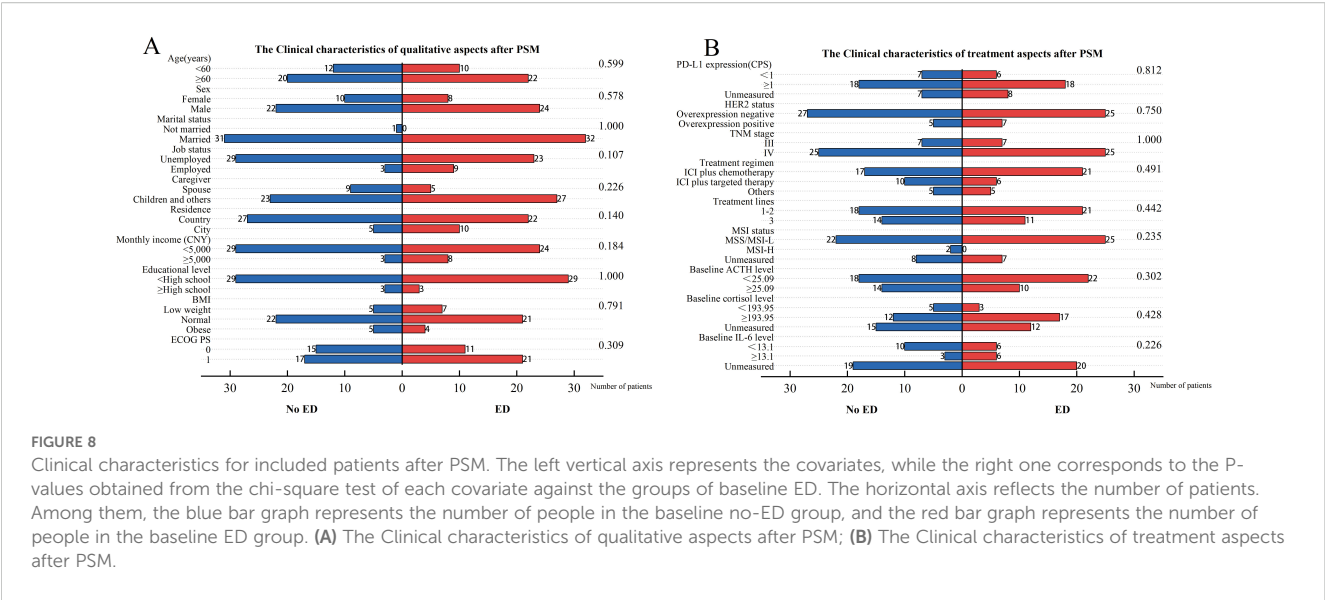 A
The Clinical characteristics of qualitative aspects after PSM
Age(years)
<60 12 10 0.599
≥60 20 22
Sex
Female 10 8 0.578
Male 22 24
Marital status
Not married 1 0 1.000
Married 31 32
Job status
Unemployed 29 23 0.107
Employed 3 9
Caregiver
Spouse 9 5 0.226
Children and others 23 27
Residence
Country 27 22 0.140
City 5 10
Monthly income (CNY)
<5,000 29 24 0.184
≥5,000 3 8
Educational level
<High school 29 29 1.000
≥High school 3 3
BMI
Low weight 5 7 0.791
Normal 22 21
Obese 5 4
ECOG PS
0 15 11 0.309
1 17 21
30 20 10 0 10 20 30 Number of patients
No ED ED
B
The Clinical characteristics of treatment aspects after PSM
PD-L1 expression(CPS)
<1 7 6 0.812
≥1 18 18
Unmeasured 7 8
HER2 status
Overexpression negative 27 25 0.750
Overexpression positive 5 7
TNM stage
III 7 7 1.000
IV 25 25
Treatment regimen
ICI plus chemotherapy 17 21 0.491
ICI plus targeted therapy 10 6
Others 5 5
Treatment lines
1-2 18 21 0.442
3 14 11
MSI status
MSS/MSI-L 22 25 0.235
MSI-H 2 0
Unmeasured 8 7
Baseline ACTH level
<25.09 18 22 0.302
≥25.09 14 10
Baseline cortisol level
<193.95 5 3
≥193.95 12 17 0.428
Unmeasured 15 12
Baseline IL-6 level
<13.1 10 6 0.226
≥13.1 3 6
Unmeasured 19 20
30 20 10 0 10 20 30 Number of patients
No ED ED
FIGURE 8
Clinical characteristics for included patients after PSM. The left vertical axis represents the covariates, while the right one corresponds to the P-
values obtained from the chi-square test of each covariate against the groups of baseline ED. The horizontal axis reflects the number of patients.
Among them, the blue bar graph represents the number of people in the baseline no-ED group, and the red bar graph represents the number of
people in the baseline ED group. (A) The Clinical characteristics of qualitative aspects after PSM; (B) The Clinical characteristics of treatment aspects
after PSM.